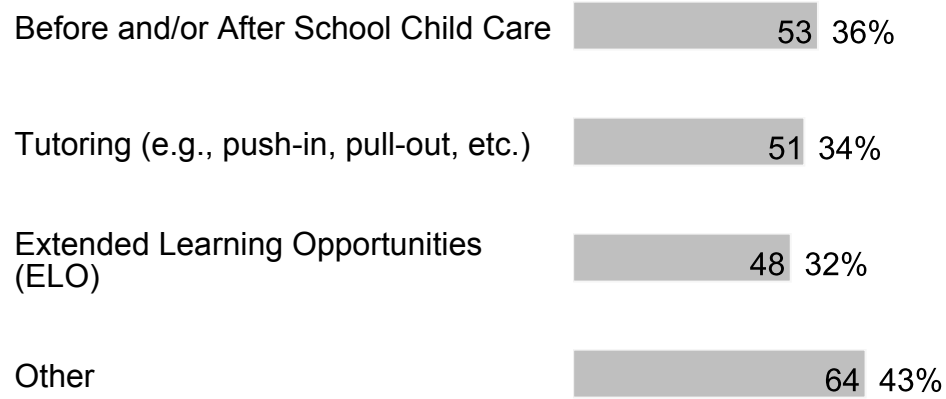 Before and/or After School Child Care 53 36%
Tutoring (e.g., push-in, pull-out, etc.) 51 34%
Extended Learning Opportunities
(ELO) 48 32%
Other 64 43%